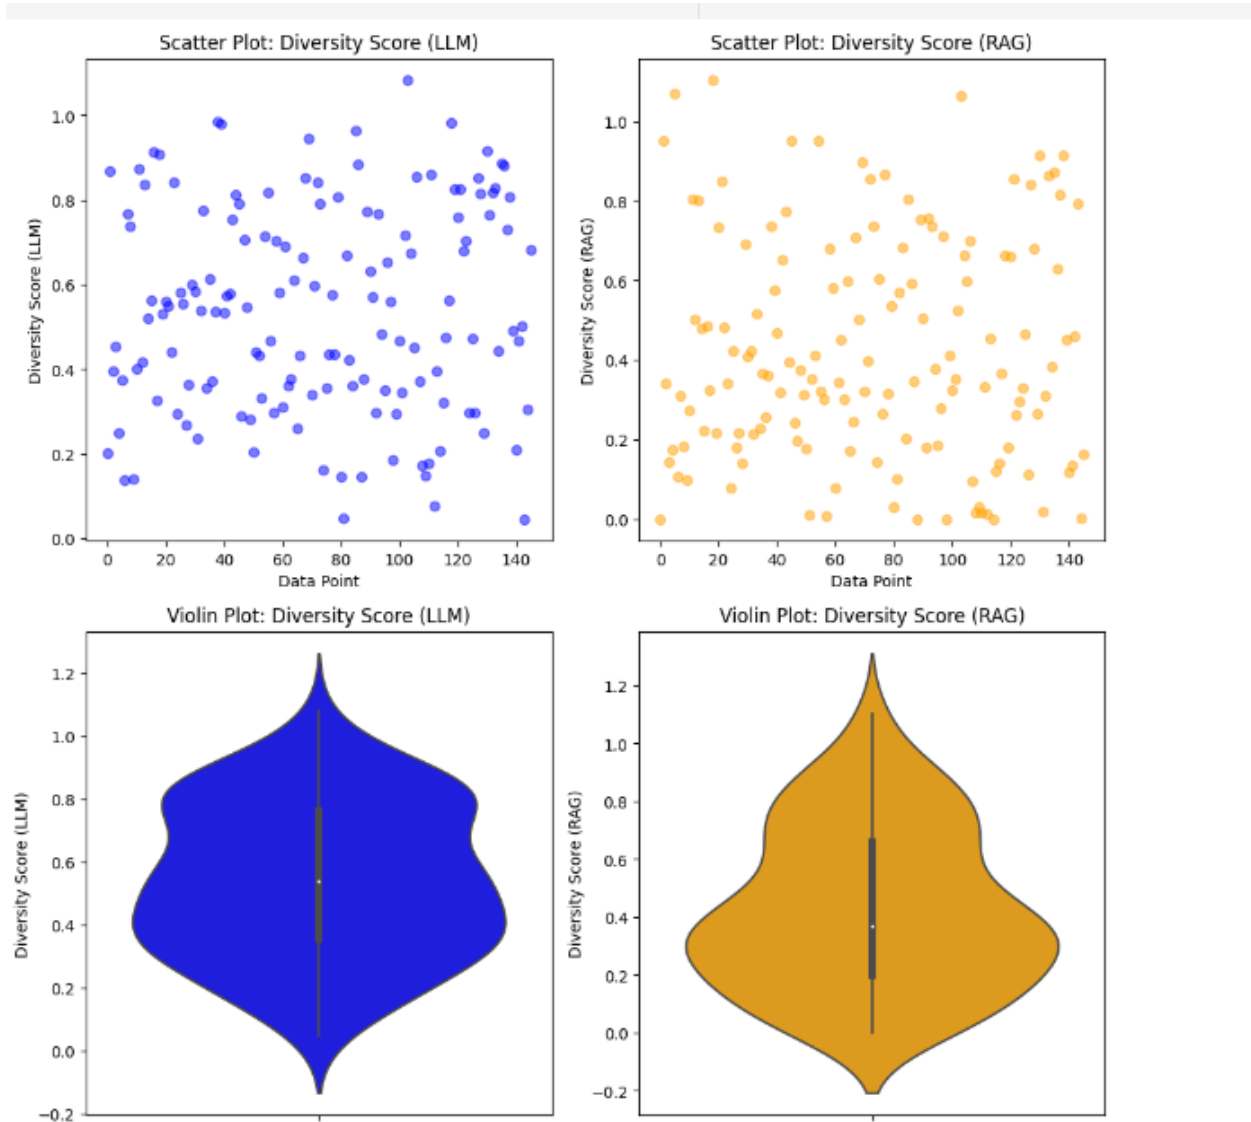 Scatter Plot: Diversity Score (LLM)
Diversity Score (LLM)
1.0
0.8
0.6
0.4
0.2
0.0
0 20 40 60 80 100 120 140
Data Point
Scatter Plot: Diversity Score (RAG)
Diversity Score (RAG)
1.0
0.8
0.6
0.4
0.2
0.0
0 20 40 60 80 100 120 140
Data Point
Violin Plot: Diversity Score (LLM)
Diversity Score (LLM)
1.2
1.0
0.8
0.6
0.4
0.2
0.0
−0.2
Violin Plot: Diversity Score (RAG)
Diversity Score (RAG)
1.2
1.0
0.8
0.6
0.4
0.2
0.0
−0.2